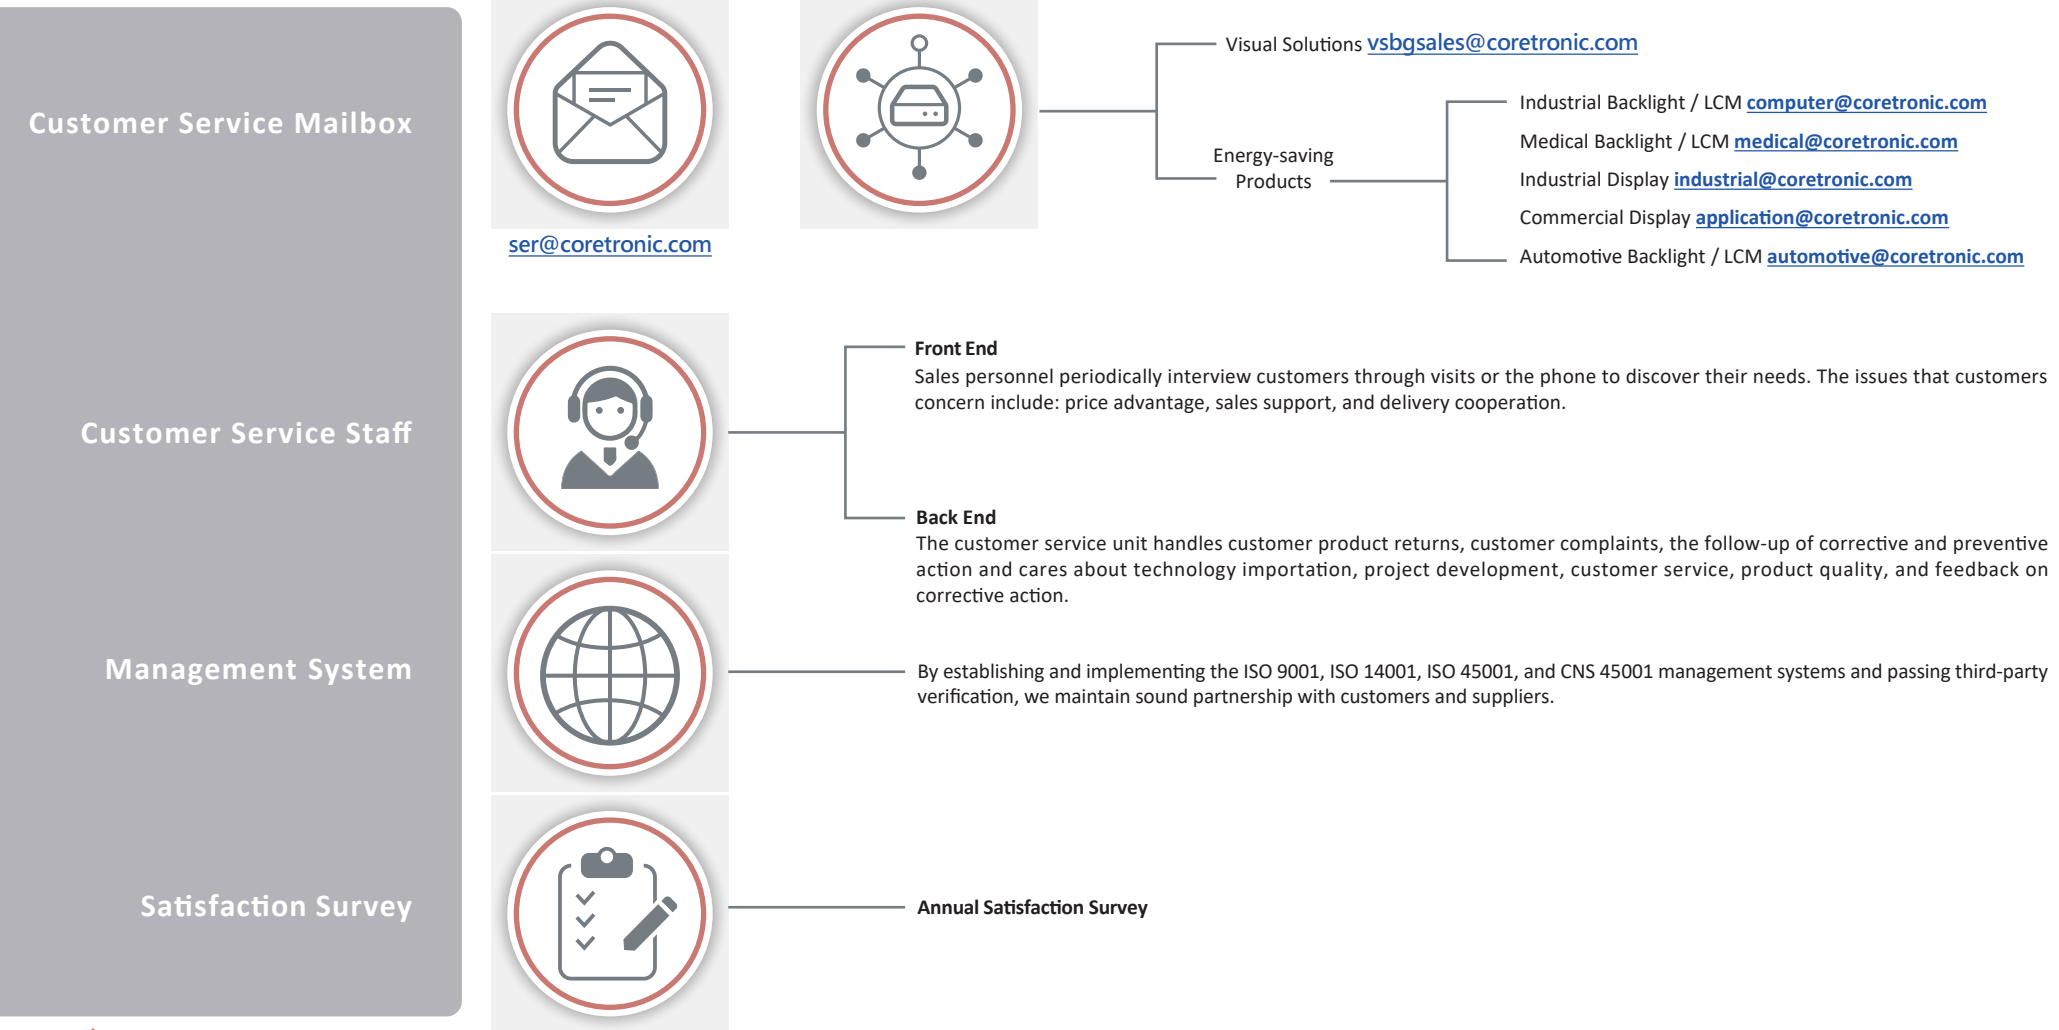 Customer Service Mailbox
ser@coretronic.com
Visual Solutions vsbgsales@coretronic.com
Energy-saving
Products
Industrial Backlight / LCM computer@coretronic.com
Medical Backlight / LCM medical@coretronic.com
Industrial Display industrial@coretronic.com
Commercial Display application@coretronic.com
Automotive Backlight / LCM automotive@coretronic.com
Customer Service Staff
Front End
Sales personnel periodically interview customers through visits or the phone to discover their needs. The issues that customers
concern include: price advantage, sales support, and delivery cooperation.
Back End
The customer service unit handles customer product returns, customer complaints, the follow-up of corrective and preventive
action and cares about technology importation, project development, customer service, product quality, and feedback on
corrective action.
Management System
By establishing and implementing the ISO 9001, ISO 14001, ISO 45001, and CNS 45001 management systems and passing third-party
verification, we maintain sound partnership with customers and suppliers.
Satisfaction Survey
Annual Satisfaction Survey